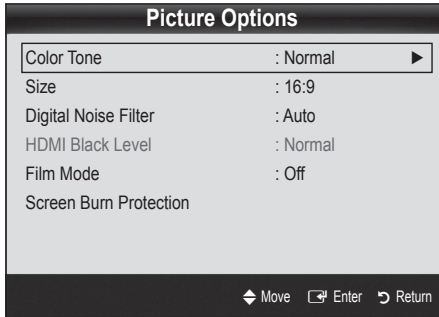 Picture Options
Color Tone : Normal ►
Size : 16:9
Digital Noise Filter : Auto
HDMI Black Level : Normal
Film Mode : Off
Screen Burn Protection
Move Enter Return